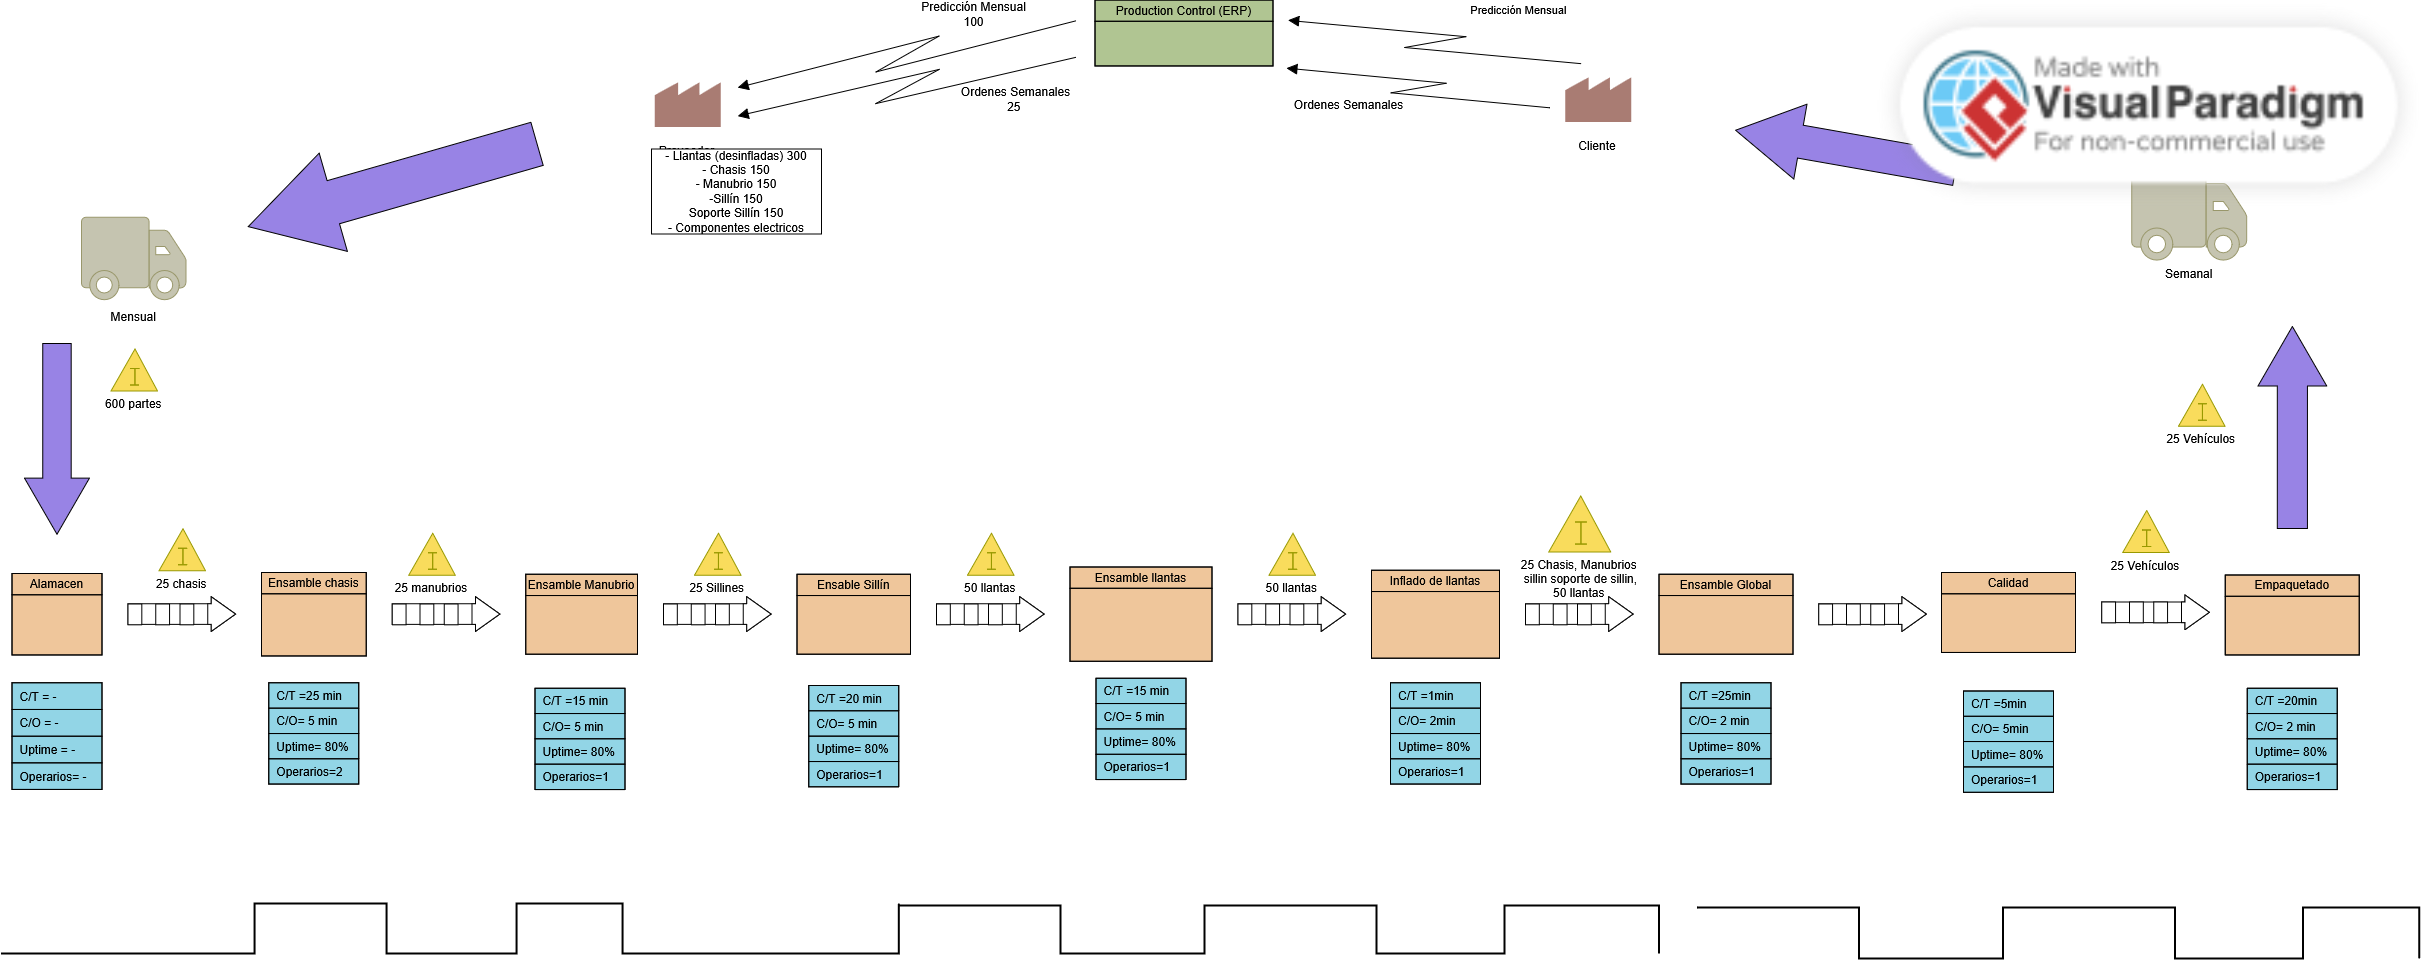 Predicción Mensual
100
Production Control (ERP)
Predicción Mensual
Made with
Visual Paradigm
For non-commercial use
Ordenes Semanales
25
Ordenes Semanales
Cliente
- Llantas (desinfladas) 300
- Chasis 150
- Manubrio 150
-Sillín 150
Soporte Sillín 150
- Componentes electricos
Mensual
Semanal
600 partes
25 Vehículos
Alamacen
25 chasis
Ensamble chasis
25 manubrios
Ensamble Manubrio
25 Sillines
Ensable Sillín
50 llantas
Ensamble llantas
50 llantas
Inflado de llantas
25 Chasis, Manubrios
sillin soporte de sillin,
50 llantas
Ensamble Global
Calidad
25 Vehículos
Empaquetado
C/T = -
C/O = -
Uptime = -
Operarios= -
C/T =25 min
C/O= 5 min
Uptime= 80%
Operarios=2
C/T =15 min
C/O= 5 min
Uptime= 80%
Operarios=1
C/T =20 min
C/O= 5 min
Uptime= 80%
Operarios=1
C/T =15 min
C/O= 5 min
Uptime= 80%
Operarios=1
C/T =1min
C/O= 2min
Uptime= 80%
Operarios=1
C/T =25min
C/O= 2 min
Uptime= 80%
Operarios=1
C/T =5min
C/O= 5min
Uptime= 80%
Operarios=1
C/T =20min
C/O= 2 min
Uptime= 80%
Operarios=1